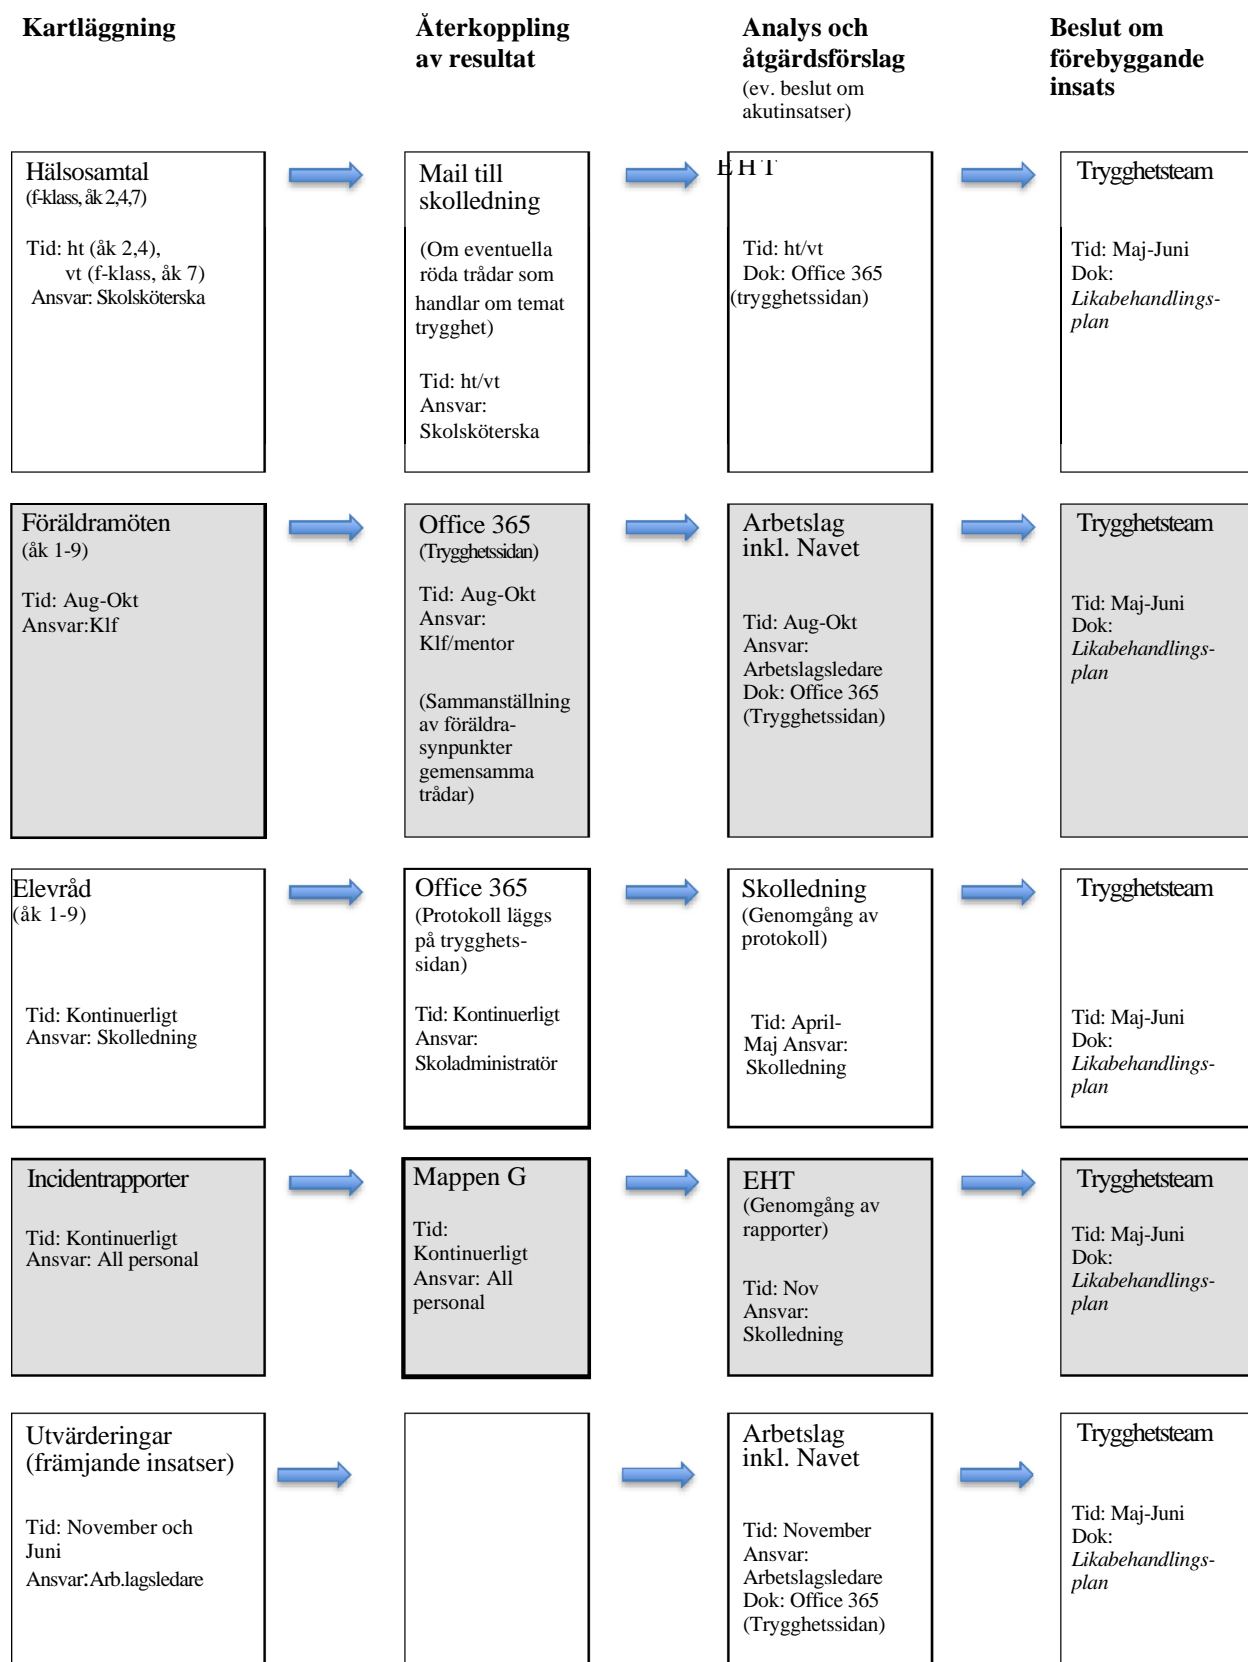 Kartläggning
Återkoppling
av resultat
Analys och
åtgärdsförslag
(ev. beslut om
akutinsatser)
Beslut om
förebyggande
insats
Hälsosamtal
(f-klass, åk 2,4,7)
Tid: ht (åk 2,4),
vt (f-klass, åk 7)
Ansvar: Skolsköterska
Mail till
skolledning
(Om eventuella
röda trådar som
handlar om temat
trygghet)
Tid: ht/vt
Ansvar:
Skolsköterska
EHT
Tid: ht/vt
Dok: Office 365
(trygghetssidan)
Trygghetsteam
Tid: Maj-Juni
Dok:
Likabehandlings-
plan
Föräldramöten
(åk 1-9)
Tid: Aug-Okt
Ansvar:Klf
Office 365
(Trygghetssidan)
Tid: Aug-Okt
Ansvar:
Klf/mentor
(Sammanställning
av föräldra-
synpunkter
gemensamma
trådar)
Arbetslag
inkl. Navet
Tid: Aug-Okt
Ansvar:
Arbetslagsledare
Dok: Office 365
(Trygghetssidan)
Trygghetsteam
Tid: Maj-Juni
Dok:
Likabehandlings-
plan
Elevråd
(åk 1-9)
Tid: Kontinuerligt
Ansvar: Skolledning
Office 365
(Protokoll läggs
på trygghets-
sidan)
Tid: Kontinuerligt
Ansvar:
Skoladministratör
Skolledning
(Genomgång av
protokoll)
Tid: April-
Maj Ansvar:
Skolledning
Trygghetsteam
Tid: Maj-Juni
Dok:
Likabehandlings-
plan
Incidentrapporter
Tid: Kontinuerligt
Ansvar: All personal
Mappen G
Tid:
Kontinuerligt
Ansvar: All
personal
EHT
(Genomgång av
rapporter)
Tid: Nov
Ansvar:
Skolledning
Trygghetsteam
Tid: Maj-Juni
Dok:
Likabehandlings-
plan
Utvärderingar
(främjande insatser)
Tid: November och
Juni
Ansvar:Arb.lagsledare
Arbetslag
inkl. Navet
Tid: November
Ansvar:
Arbetslagsledare
Dok: Office 365
(Trygghetssidan)
Trygghetsteam
Tid: Maj-Juni
Dok:
Likabehandlings-
plan